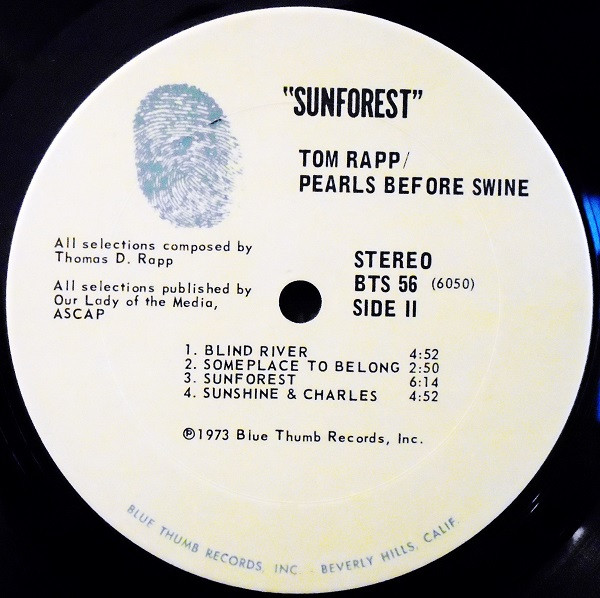 "SUNFOREST"
TOM RAPP/
PEARLS BEFORE SWINE
All selections composed by
Thomas D. Rapp
All selections published by
Our Lady of the Media,
ASCAP
STEREO
BTS 56 (6050)
SIDE II
1. BLIND RIVER 4:52
2. SOMEPLACE TO BELONG 2:50
3. SUNFOREST 6:14
4. SUNSHINE & CHARLES 4:52
℗1973 Blue Thumb Records, Inc.
BLUE THUMB RECORDS, INC. BEVERLY HILLS, CALIF.